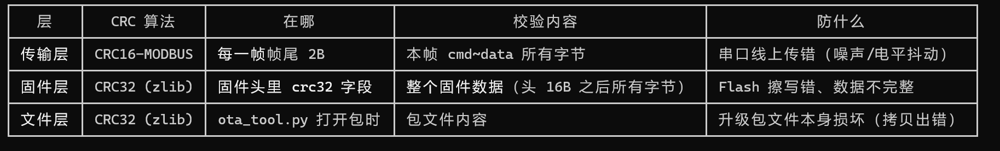 层 CRC 算法 在哪 校验内容 防什么
传输层 CRC16-MODBUS 每一帧帧尾 2B 本帧 cmd~data 所有字节 串口线上传错（噪声/电平抖动）
固件层 CRC32 (zlib) 固件头里 crc32 字段 整个固件数据（头 16B 之后所有字节） Flash 擦写错、数据不完整
文件层 CRC32 (zlib) ota_tool.py 打开包时 包文件内容 升级包文件本身损坏（拷贝出错）